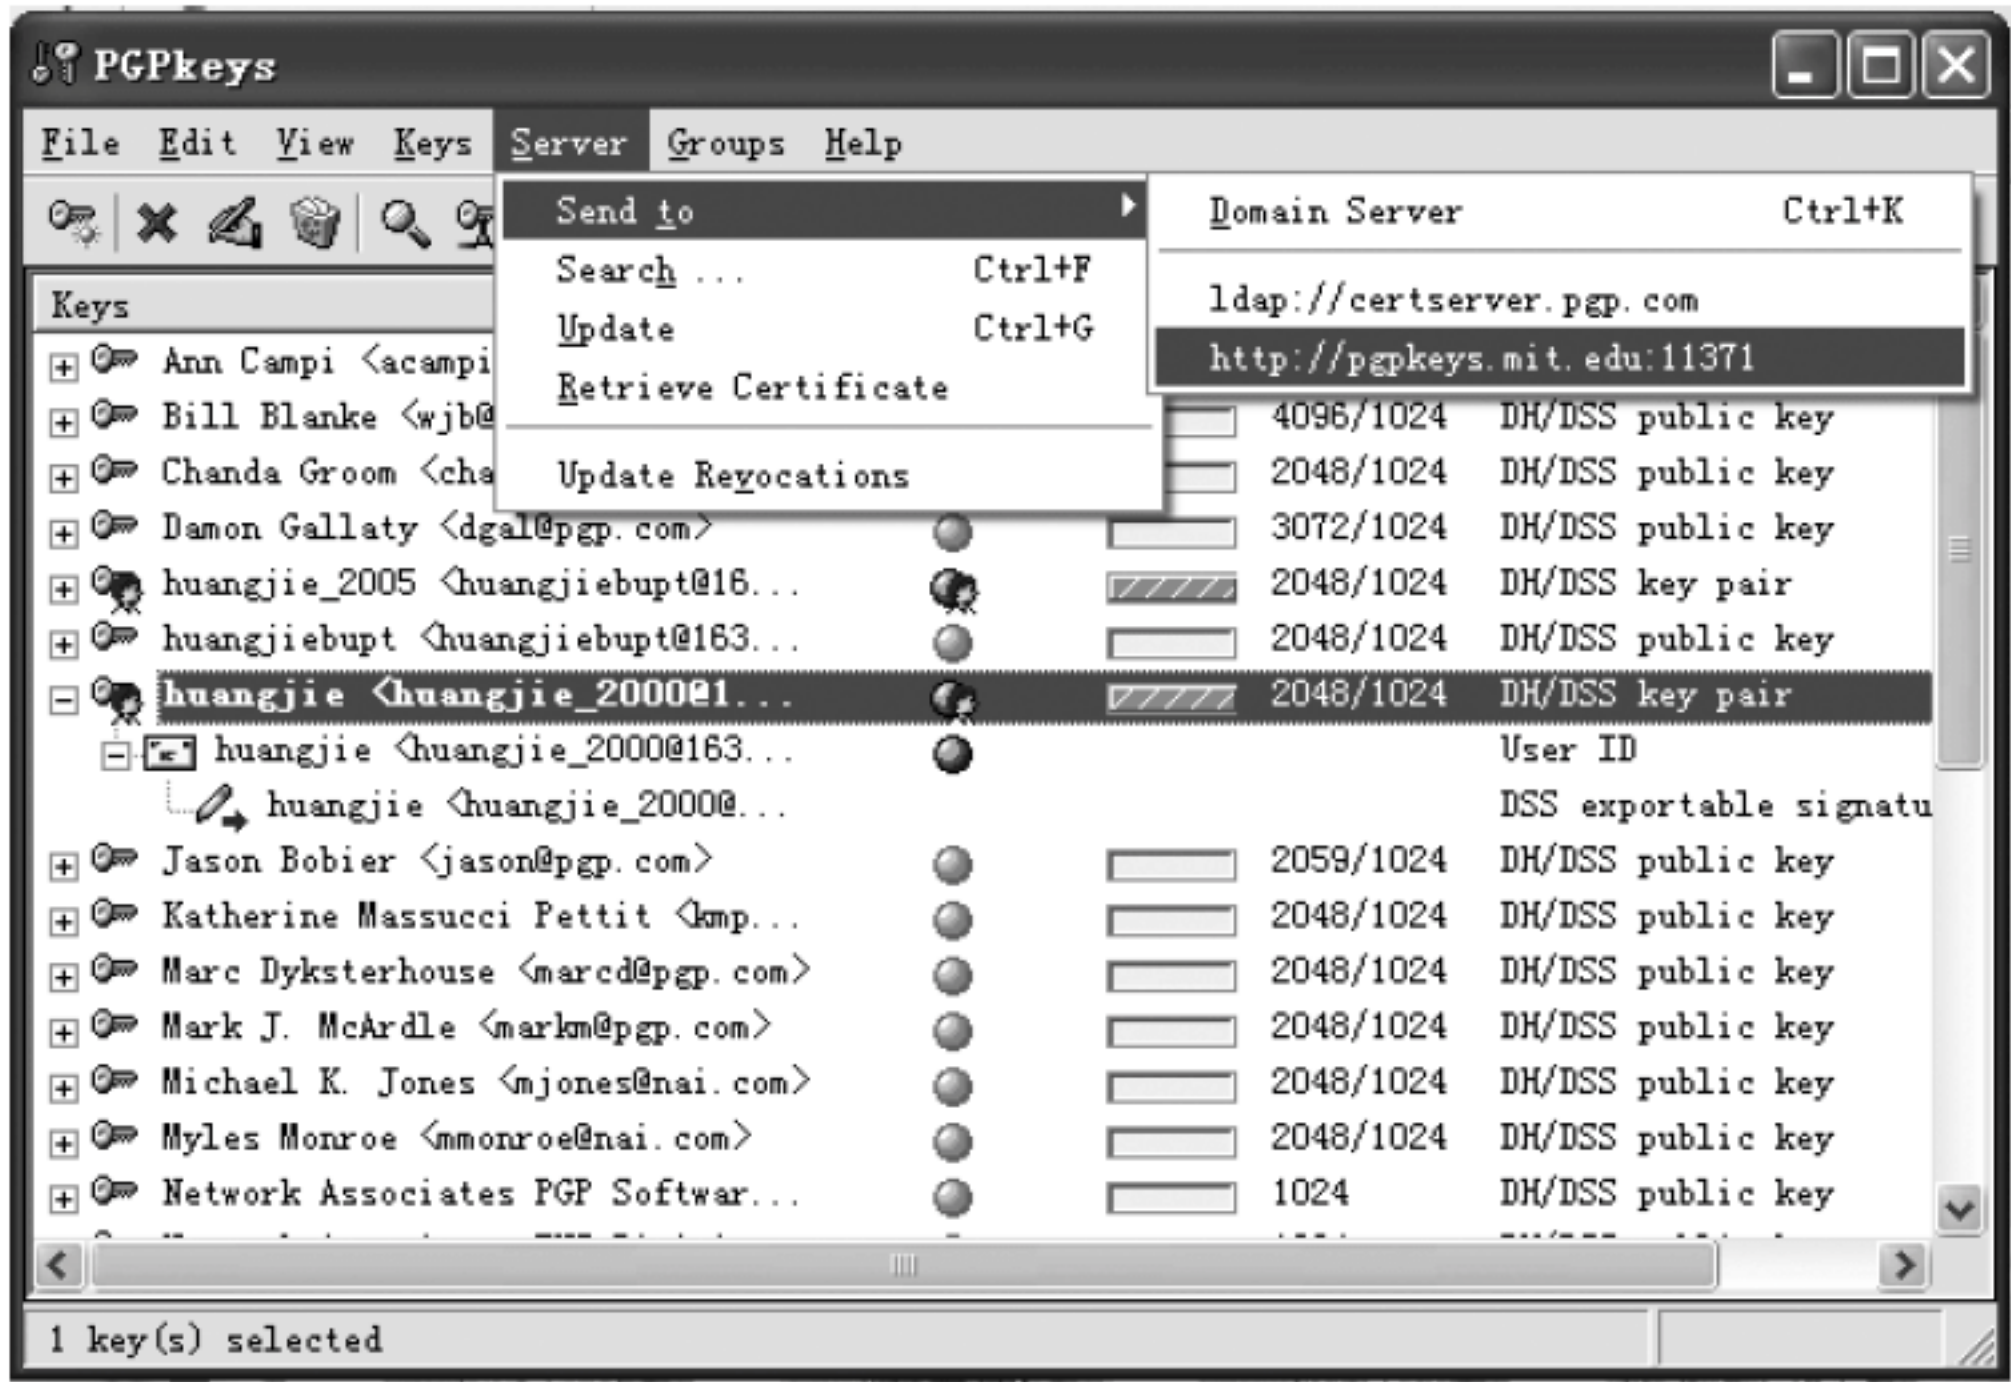 PGPkeys
File Edit View Keys Server Groups Help
Send to
Domain Server Ctrl+K
Search ... Ctrl+F
ldap://certserver.pgp.com
Update Ctrl+G
http://pgpkeys.mit.edu:11371
Retrieve Certificate
Update Revocations
Keys
Ann Campi <acampi
Bill Blanke <wjb@ 4096/1024 DH/DSS public key
Chanda Groom <cha 2048/1024 DH/DSS public key
Damon Gallaty <dgal@pgp.com> 3072/1024 DH/DSS public key
huangjie_2005 <huangjiebupt@16... 2048/1024 DH/DSS key pair
huangjiebupt <huangjiebupt@163... 2048/1024 DH/DSS public key
huangjie <huangjie_2000@1... 2048/1024 DH/DSS key pair
huangjie <huangjie_2000@163... User ID
huangjie <huangjie_2000@... DSS exportable signatu
Jason Bobier <jason@pgp.com> 2059/1024 DH/DSS public key
Katherine Massucci Pettit <kmp... 2048/1024 DH/DSS public key
Marc Dyksterhouse <marcd@pgp.com> 2048/1024 DH/DSS public key
Mark J. McArdle <markm@pgp.com> 2048/1024 DH/DSS public key
Michael K. Jones <mjones@nai.com> 2048/1024 DH/DSS public key
Myles Monroe <mmonroe@nai.com> 2048/1024 DH/DSS public key
Network Associates PGP Softwar... 1024 DH/DSS public key
1 key(s) selected